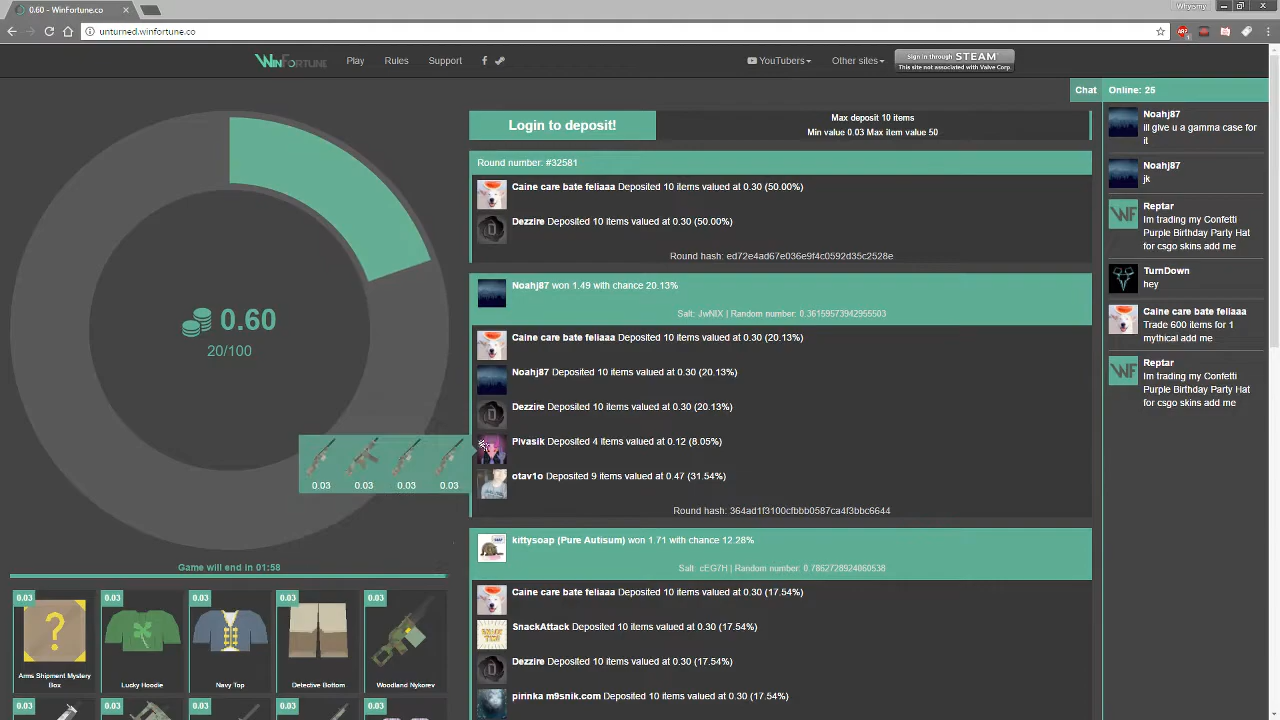 0.60 - WinFortune.co
Whyismy
unturned.winfortune.co
WinFortune
Play
Rules
Support
YouTubers
Other sites
Sign in through STEAM
This site not associated with Valve Corp.
0.60
20/100
0.03
0.03
0.03
0.03
Game will end in 01:58
0.03
Arms Shipment Mystery
Box
0.03
Lucky Hoodie
0.03
Navy Top
0.03
Detective Bottom
0.03
Woodland Nykorev
0.03
0.03
0.03
0.03
0.03
Login to deposit!
Max deposit 10 items
Min value 0.03 Max item value 50
Round number: #32581
Caine care bate feliaaa Deposited 10 items valued at 0.30 (50.00%)
Dezzire Deposited 10 items valued at 0.30 (50.00%)
Round hash: ed72e4ad67e036e9f4c0592d35c2528e
Noahj87 won 1.49 with chance 20.13%
Salt: JwNIX | Random number: 0.36159573942955503
Caine care bate feliaaa Deposited 10 items valued at 0.30 (20.13%)
Noahj87 Deposited 10 items valued at 0.30 (20.13%)
Dezzire Deposited 10 items valued at 0.30 (20.13%)
Pivasik Deposited 4 items valued at 0.12 (8.05%)
otav1o Deposited 9 items valued at 0.47 (31.54%)
Round hash: 364ad1f3100cfbbb0587ca4f3bbc6644
kittysoap (Pure Autisum) won 1.71 with chance 12.28%
Salt: cEG7H | Random number: 0.7862728924060538
Caine care bate feliaaa Deposited 10 items valued at 0.30 (17.54%)
SnackAttack Deposited 10 items valued at 0.30 (17.54%)
Dezzire Deposited 10 items valued at 0.30 (17.54%)
pirinka m9snik.com Deposited 10 items valued at 0.30 (17.54%)
Chat
Online: 25
Noahj87
Ill give u a gamma case for
it
Noahj87
jk
WF
Reptar
Im trading my Confetti
Purple Birthday Party Hat
for csgo skins add me
TurnDown
hey
Caine care bate feliaaa
Trade 600 items for 1
mythical add me
WF
Reptar
Im trading my Confetti
Purple Birthday Party Hat
for csgo skins add me